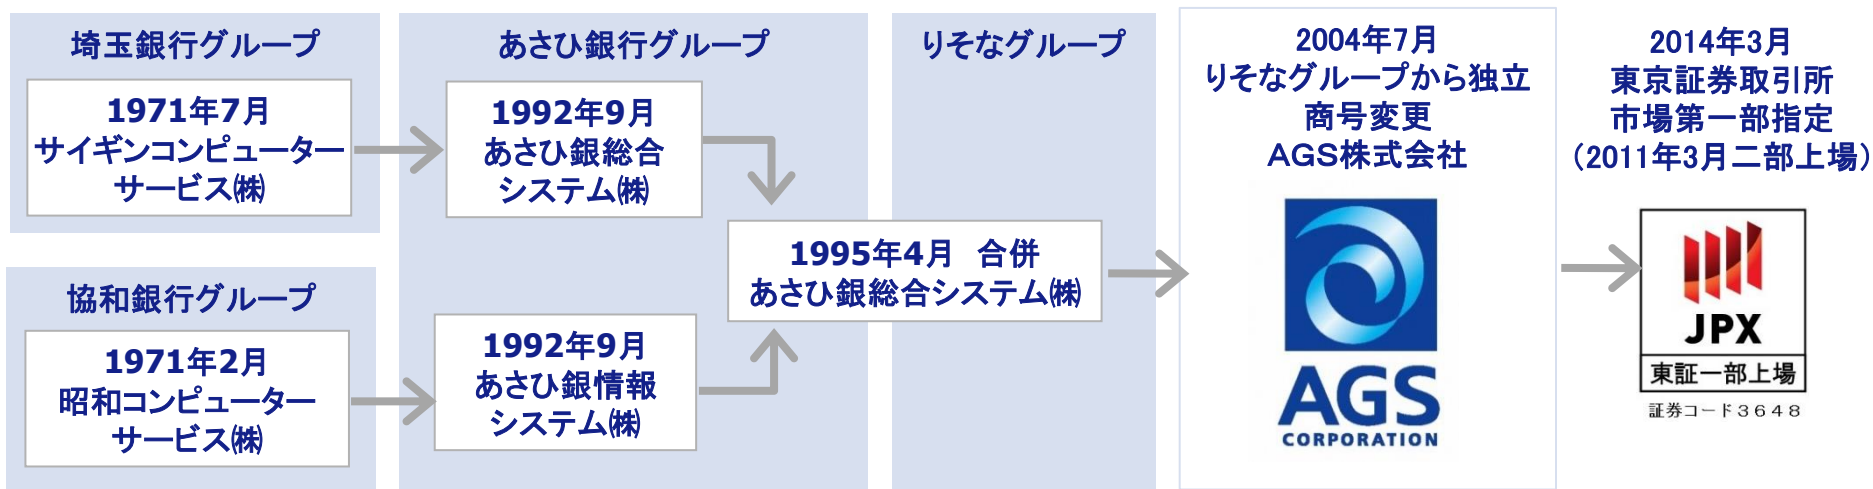 埼玉銀行グループ
1971年7月
サイギンコンピューター
サービス㈱
協和銀行グループ
1971年2月
昭和コンピューター
サービス㈱
あさひ銀行グループ
1992年9月
あさひ銀総合
システム㈱
1992年9月
あさひ銀情報
システム㈱
りそなグループ
1995年4月　合併
あさひ銀総合システム㈱
2004年7月
りそなグループから独立
商号変更
ＡＧＳ株式会社
AGS
CORPORATION
2014年3月
東京証券取引所
市場第一部指定
（2011年3月二部上場）
JPX
東証一部上場
証券コード３６４８